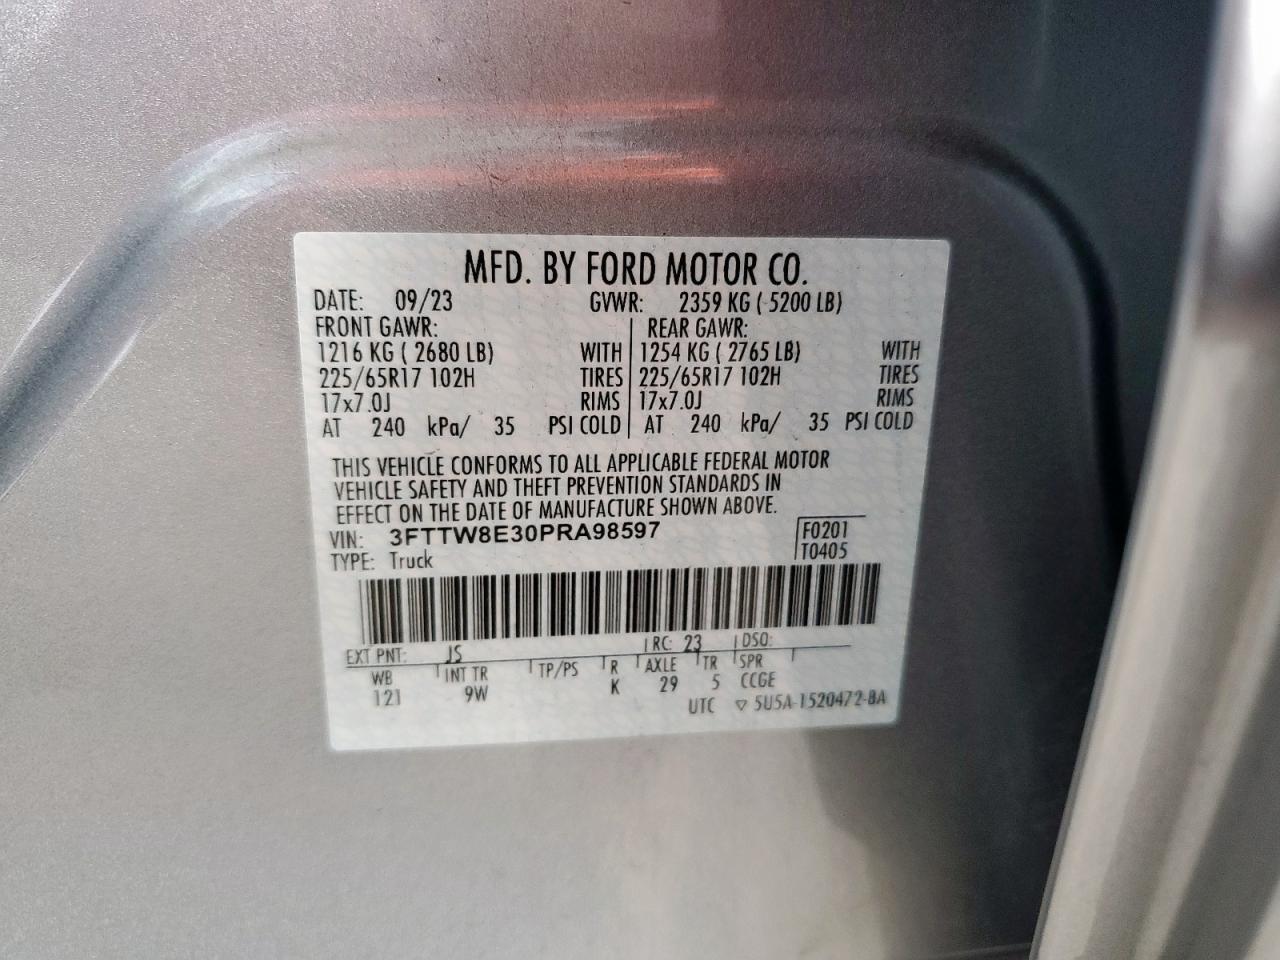 MFD. BY FORD MOTOR CO.
DATE: 09/23 GVWR: 2359 KG ( 5200 LB)
FRONT GAWR: REAR GAWR:
1216 KG ( 2680 LB) WITH 1254 KG ( 2765 LB) WITH
225/65R17 102H TIRES 225/65R17 102H TIRES
17x7.0J RIMS 17x7.0J RIMS
AT 240 kPa/ 35 PSI COLD AT 240 kPa/ 35 PSI COLD
THIS VEHICLE CONFORMS TO ALL APPLICABLE FEDERAL MOTOR
VEHICLE SAFETY AND THEFT PREVENTION STANDARDS IN
EFFECT ON THE DATE OF MANUFACTURE SHOWN ABOVE.
VIN: 3FTTW8E30PRA98597 F0201
TYPE: Truck T0405
EXT PNT: JS RC: 23 DSO:
WB INT TR TP/PS R AXLE TR SPR
121 9W K 29 5 CCGE
UTC ▽ 5U5A-1520472-BA